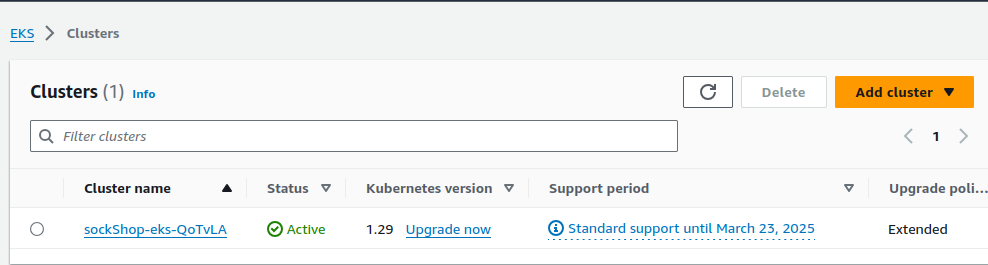 EKS > Clusters
Clusters (1) Info
Delete
Add cluster
Filter clusters
1
Cluster name Status Kubernetes version Support period Upgrade poli...
sockShop-eks-QoTvLA Active 1.29 Upgrade now Standard support until March 23, 2025 Extended